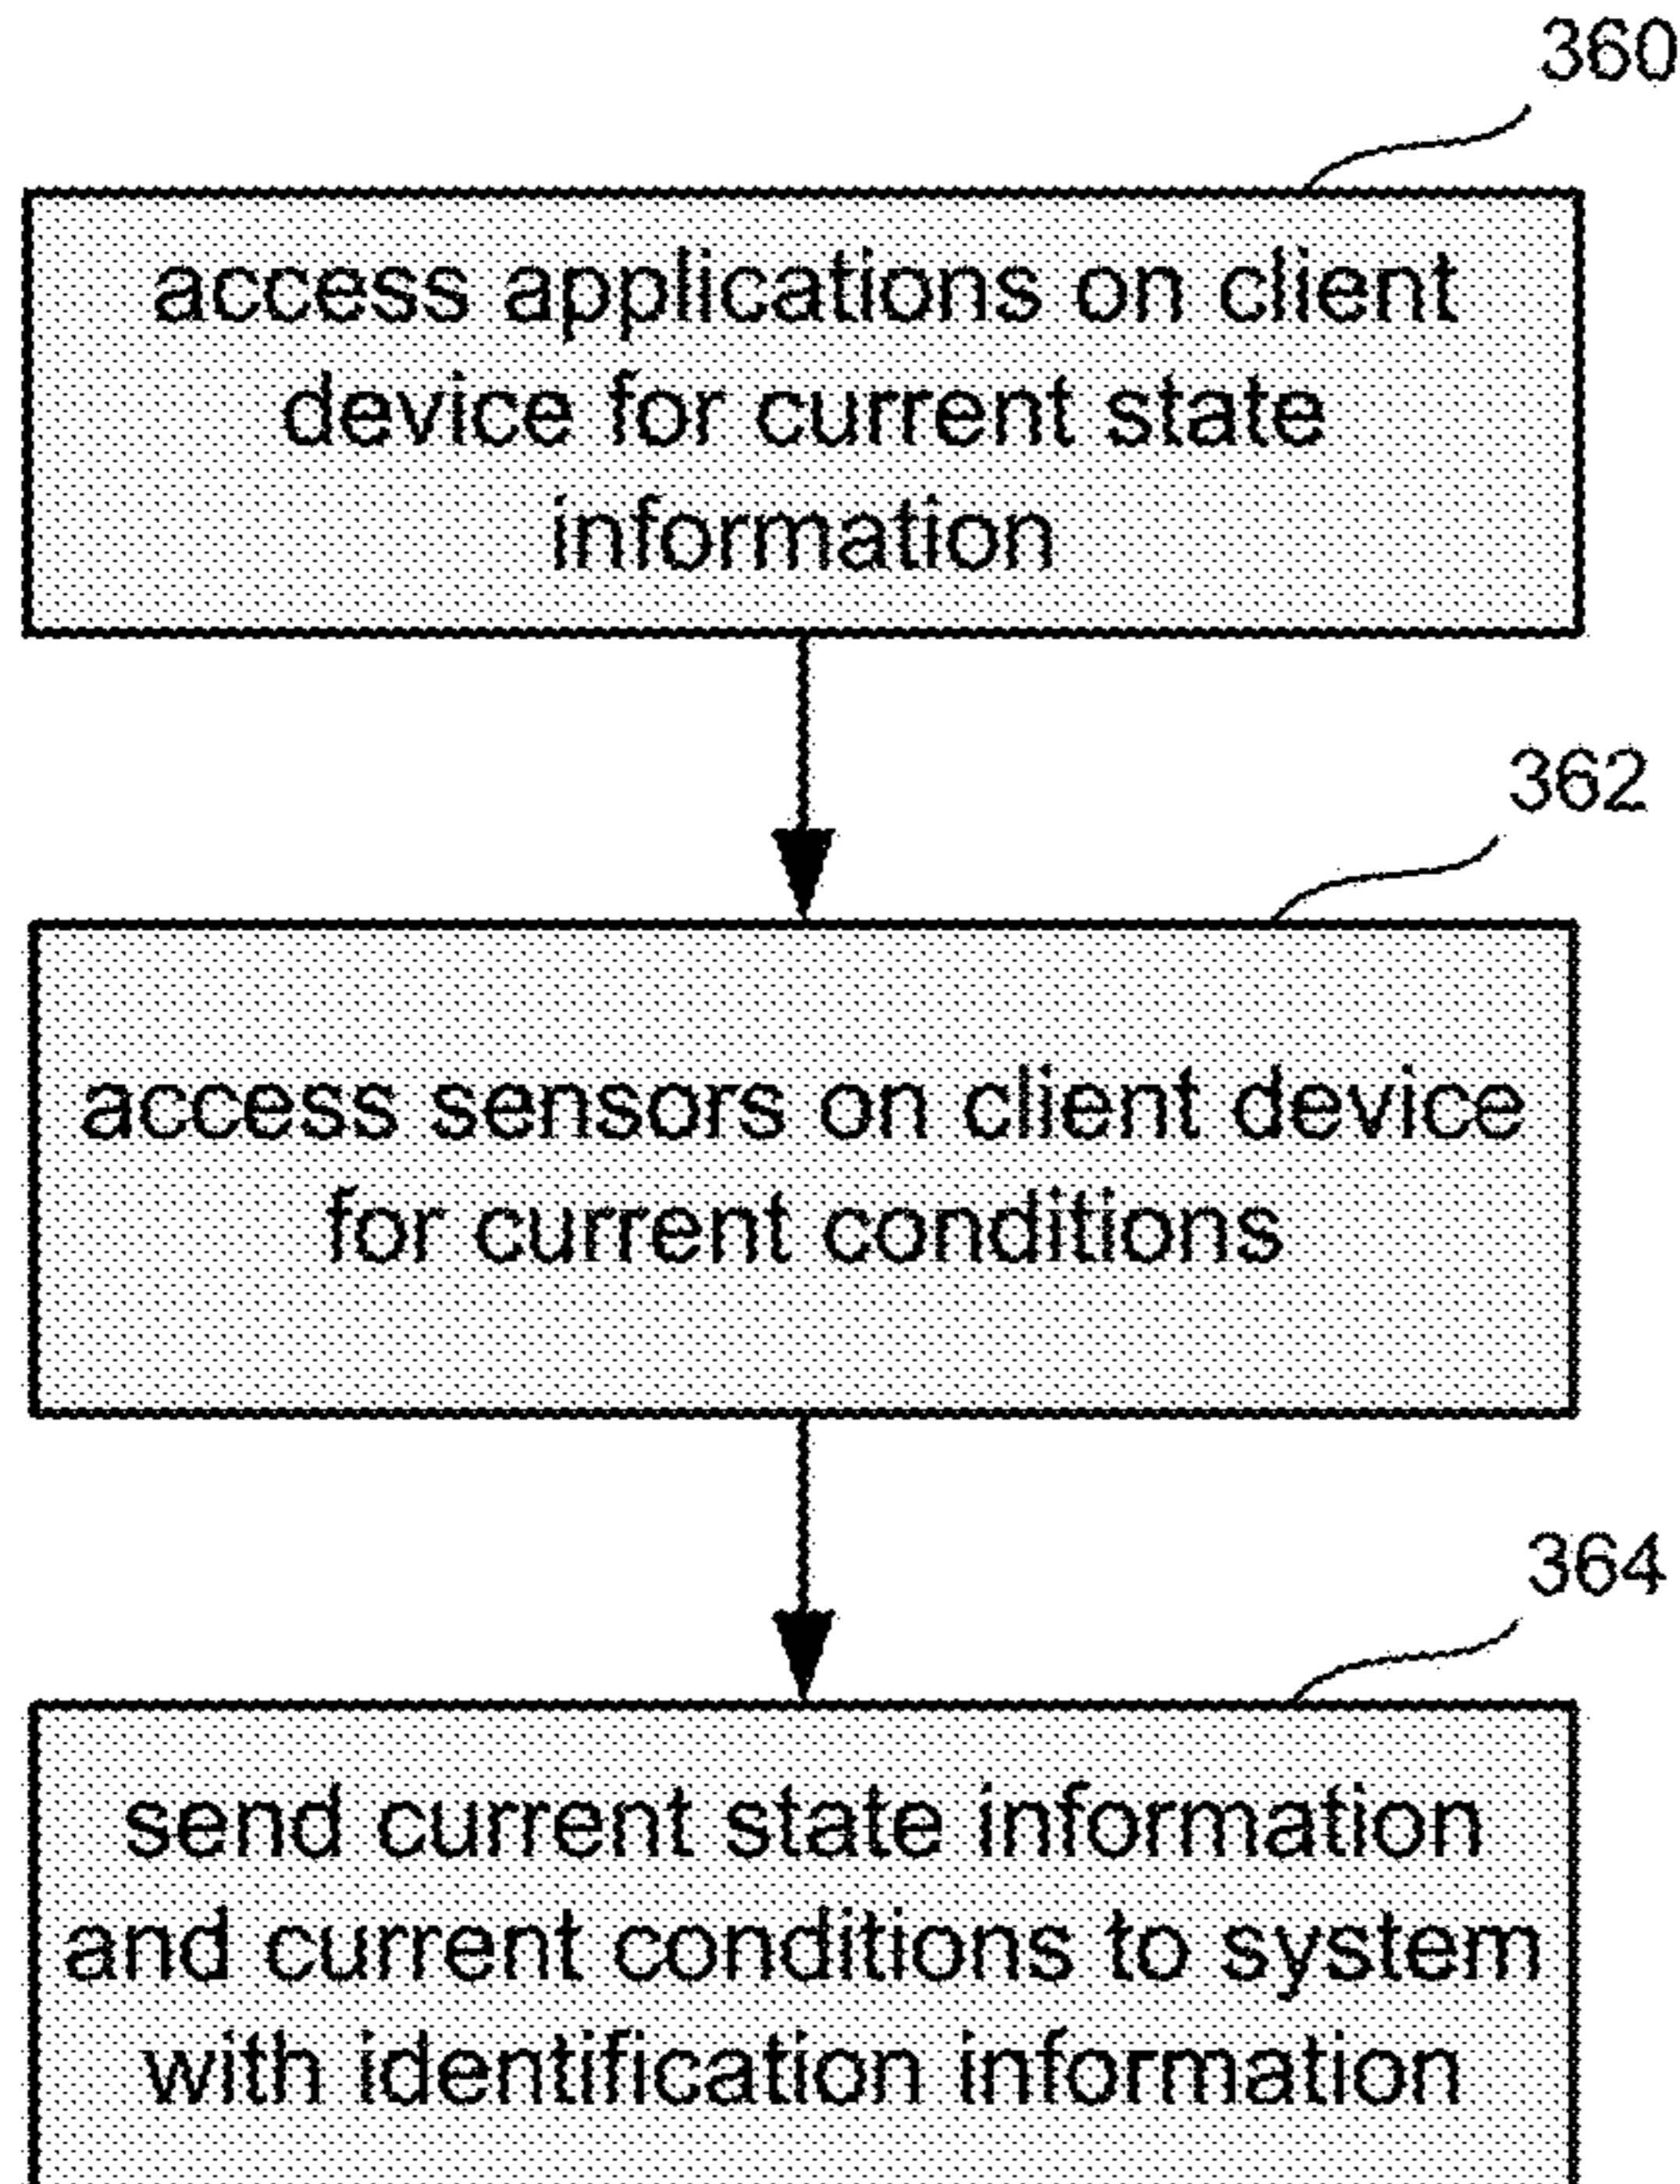 360
access applications on client
device for current state
information
362
access sensors on client device
for current conditions
364
send current state information
and current conditions to system
with identification information